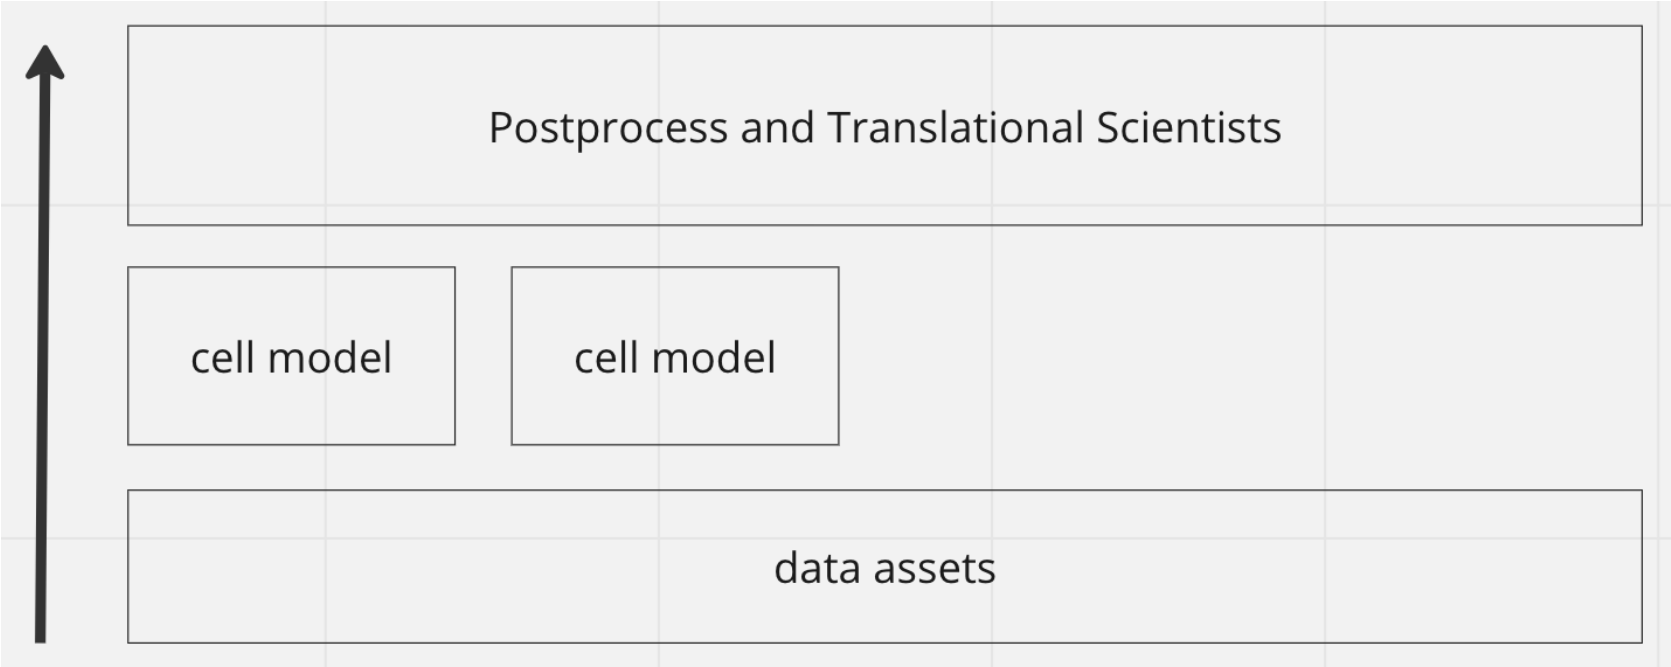 Postprocess and Translational Scientists
cell model
cell model
data assets